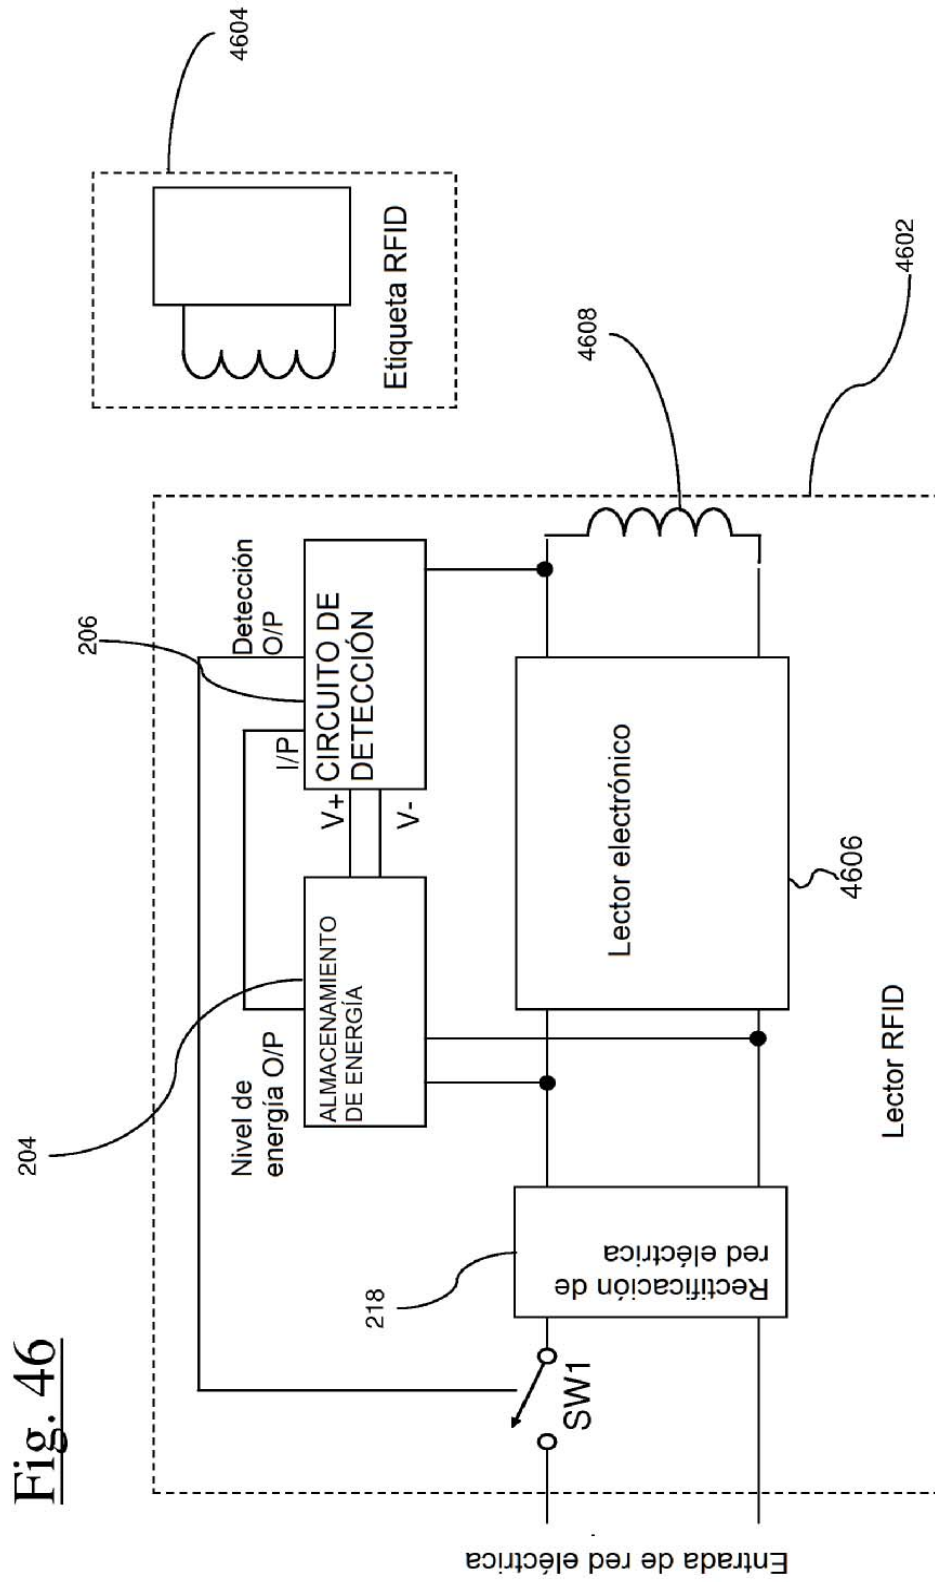 Fig. 46
204
206
4604
Etiqueta RFID
Nivel de
energía O/P
I/P
Detección
O/P
ALMACENAMIENTO
DE ENERGÍA
V+
V-
CIRCUITO DE
DETECCIÓN
4608
4602
218
SW1
Rectificación de
red eléctrica
Lector electrónico
4606
Entrada de red eléctrica
Lector RFID